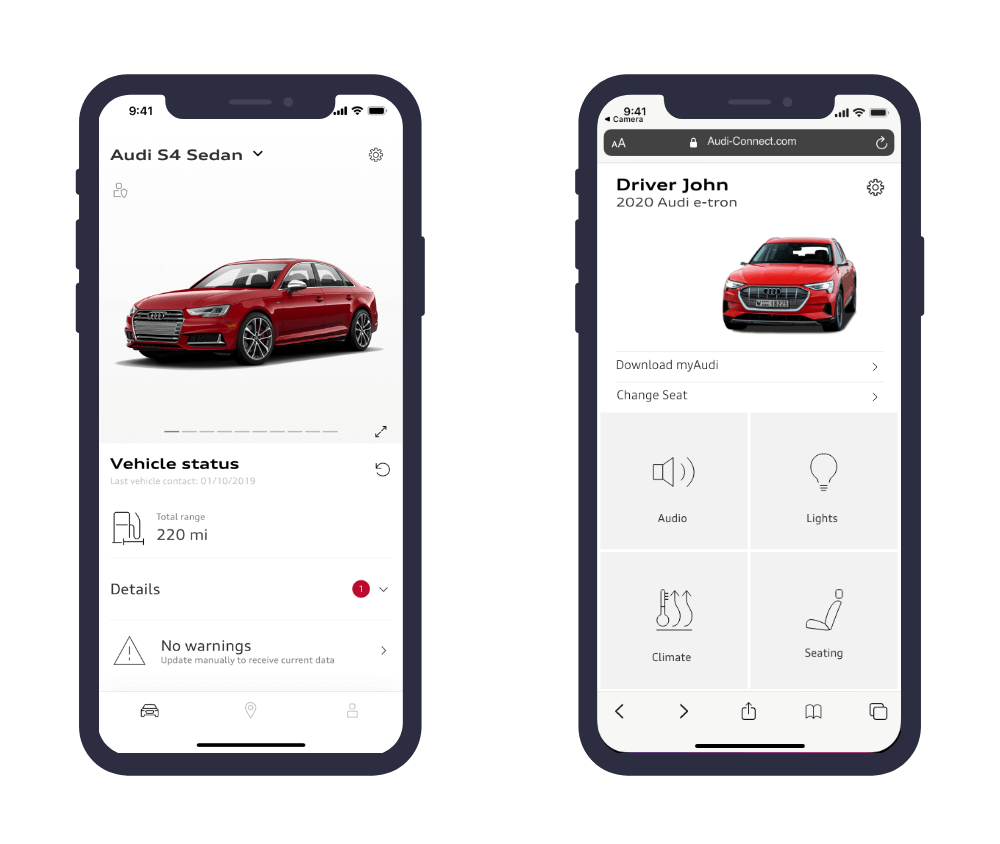 9:41
Audi S4 Sedan
Vehicle status
Last vehicle contact: 01/10/2019
Total range
220 mi
Details
1
No warnings
Update manually to receive current data
9:41
Camera
AA
Audi-Connect.com
Driver John
2020 Audi e-tron
Download myAudi
Change Seat
Audio
Lights
Climate
Seating